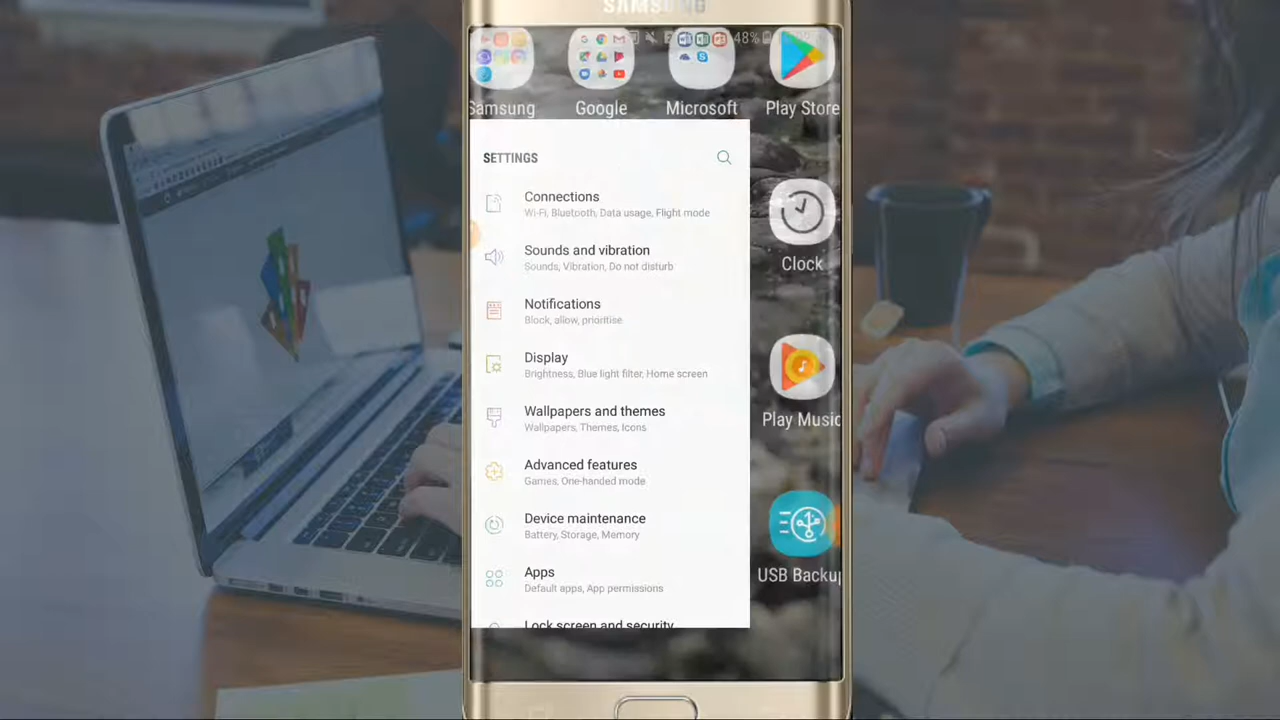 SAMSUNG
48%
Samsung
Google
Microsoft
Play Store
SETTINGS
Connections
Wi-Fi, Bluetooth, Data usage, Flight mode
Sounds and vibration
Sounds, Vibration, Do not disturb
Notifications
Block, allow, prioritise
Display
Brightness, Blue light filter, Home screen
Wallpapers and themes
Wallpapers, Themes, Icons
Advanced features
Games, One-handed mode
Device maintenance
Battery, Storage, Memory
Apps
Default apps, App permissions
Lock screen and security
Clock
Play Music
USB Backup